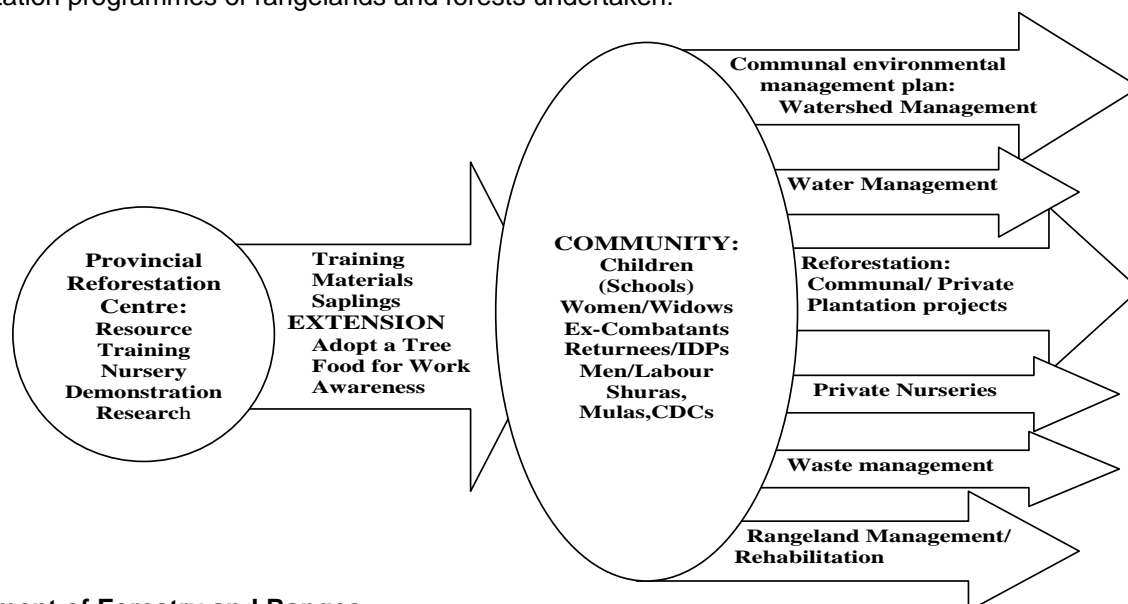 tation programmes of rangelands and forests undertaken.
Provincial
Reforestation
Centre:
Resource
Training
Nursery
Demonstration
Research
Training
Materials
Saplings
EXTENSION
Adopt a Tree
Food for Work
Awareness
COMMUNITY:
Children
(Schools)
Women/Widows
Ex-Combatants
Returnees/IDPs
Men/Labour
Shuras,
Mulas,CDCs
Communal environmental
management plan:
Watershed Management
Water Management
Reforestation:
Communal/ Private
Plantation projects
Private Nurseries
Waste management
Rangeland Management/
Rehabilitation
ment of Forestry and Ranges